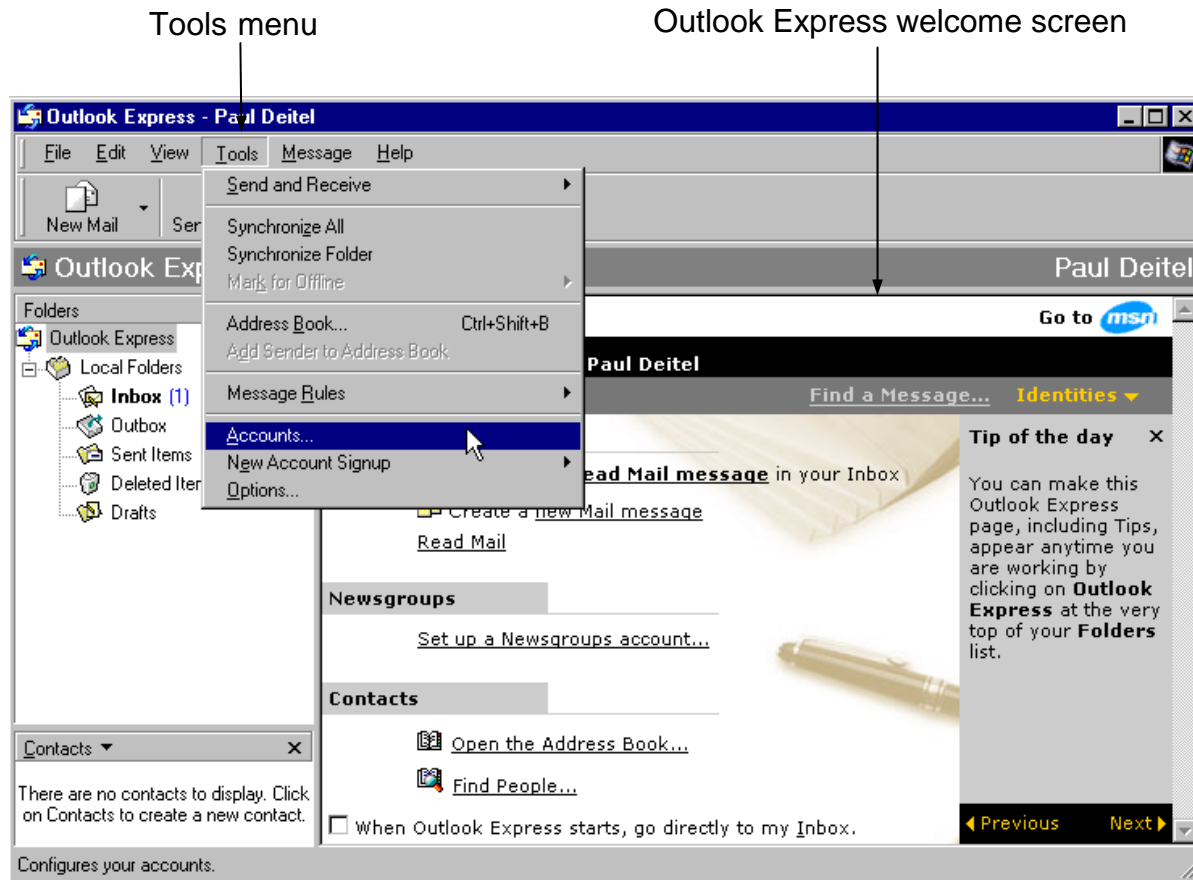 Tools menu
Outlook Express welcome screen
Outlook Express - Paul Deitel
File Edit View Tools Message Help
New Mail
Send and Receive
Synchronize All
Synchronize Folder
Mark for Offline
Address Book... Ctrl+Shift+B
Add Sender to Address Book
Message Rules
Accounts...
New Account Signup
Options...
Outlook Paul Deitel
Folders
Outlook Express
Local Folders
Inbox (1)
Outbox
Sent Items
Deleted
Drafts
Go to msn
Paul Deitel
Find a Message... Identities
Mail message in your Inbox
Create a new Mail message
Read Mail
Newsgroups
Set up a Newsgroups account...
Contacts
Open the Address Book...
Find People...
When Outlook Express starts, go directly to my Inbox.
Tip of the day
You can make this
Outlook Express
page, including Tips,
appear anytime you
are working by
clicking on Outlook
Express at the very
top of your Folders
list.
Previous Next
Contacts
There are no contacts to display. Click
on Contacts to create a new contact.
Configures your accounts.